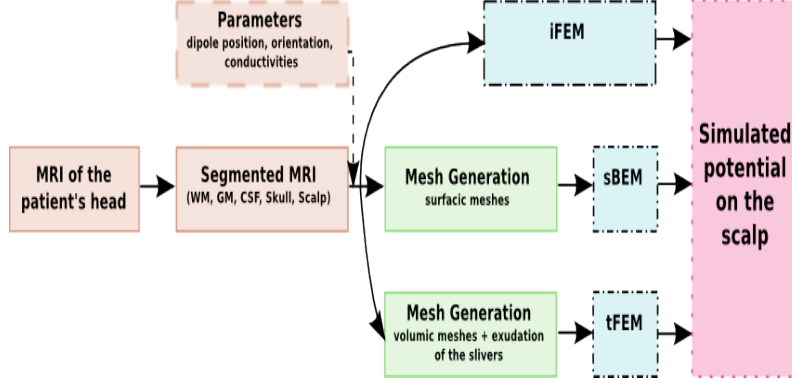 Parameters
dipole position, orientation,
conductivities
iFEM
MRI of the
patient's head
Segmented MRI
(WM, GM, CSF, Skull, Scalp)
Mesh Generation
surfacic meshes
sBEM
Mesh Generation
volumic meshes + exudation
of the slivers
tFEM
Simulated
potential
on the
scalp